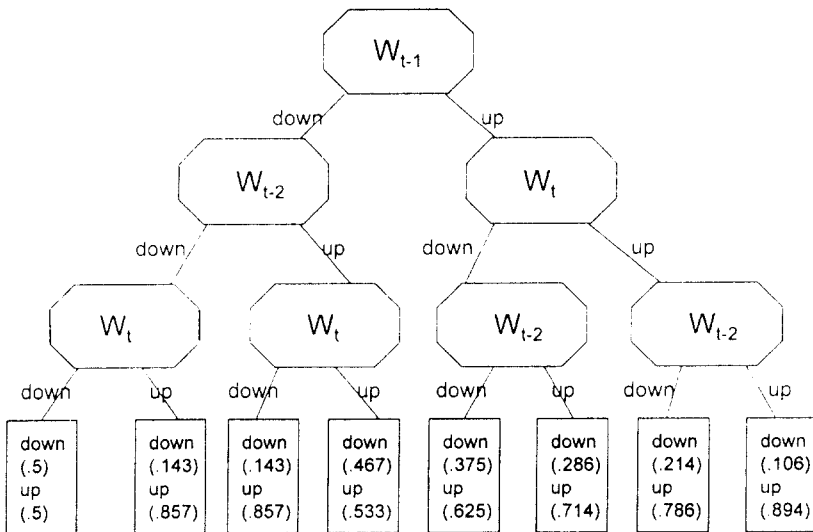 W_{t-1}
down up
W_{t-2} W_t
down up down up
W_t W_t W_{t-2} W_{t-2}
down up down up down up down up
down down down down down down down down
(.5) (.143) (.143) (.467) (.375) (.286) (.214) (.106)
up up up up up up up up
(.5) (.857) (.857) (.533) (.625) (.714) (.786) (.894)